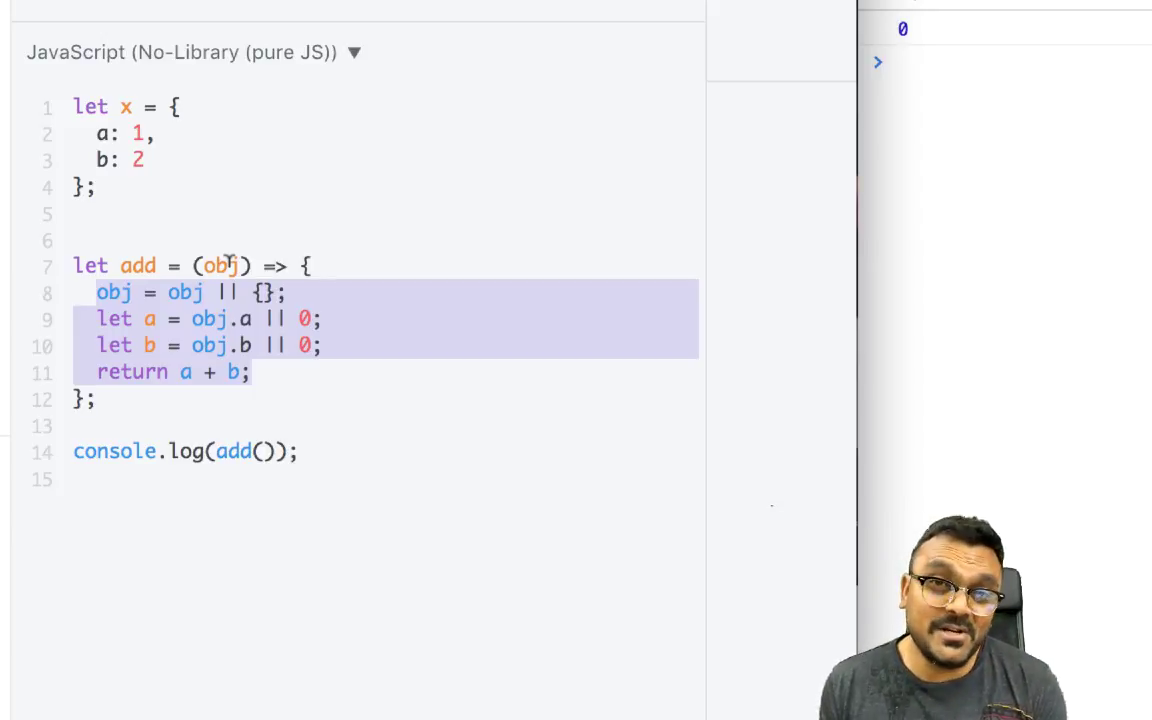 JavaScript (No-Library (pure JS)) ▼
1 let x = {
2 a: 1,
3 b: 2
4 };
5
6
7 let add = (obj) => {
8 obj = obj || {};
9 let a = obj.a || 0;
10 let b = obj.b || 0;
11 return a + b;
12 };
13
14 console.log(add());
15
0
>